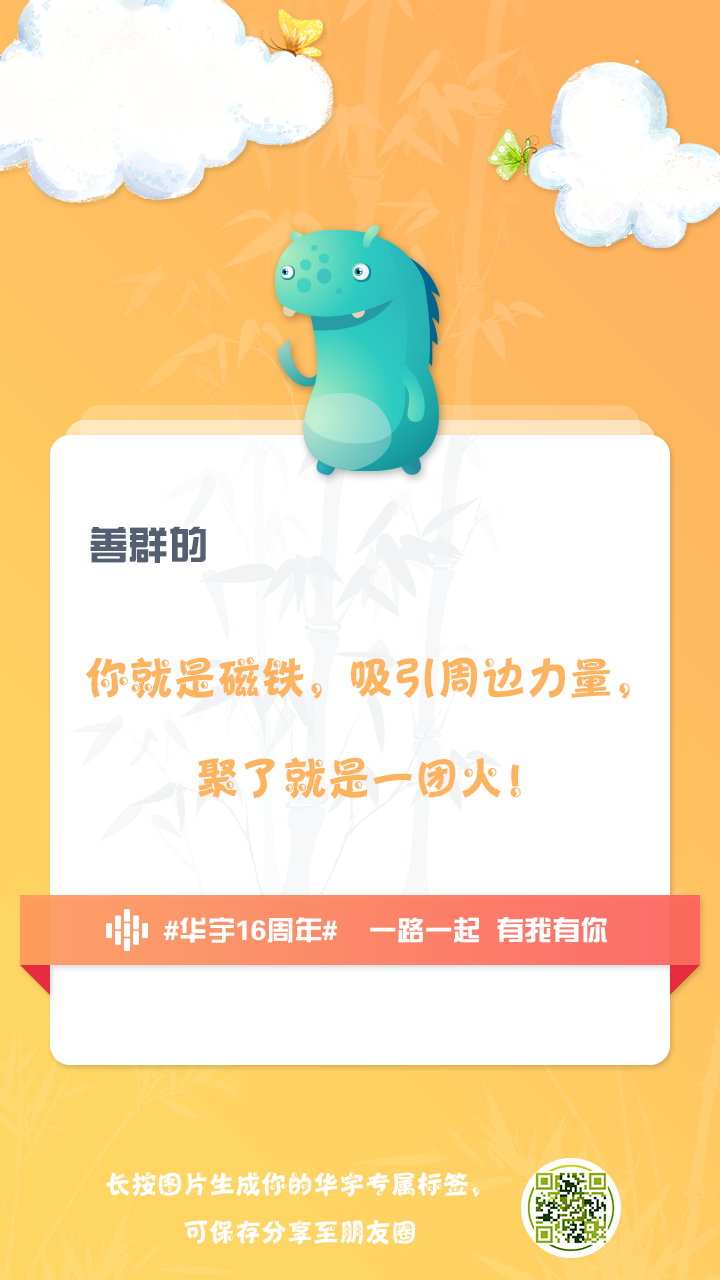 善群的
你就是磁铁，吸引周边力量，
聚了就是一团火！
#华宇16周年# 一路一起 有我有你
长按图片生成你的华宇专属标签，
可保存分享至朋友圈